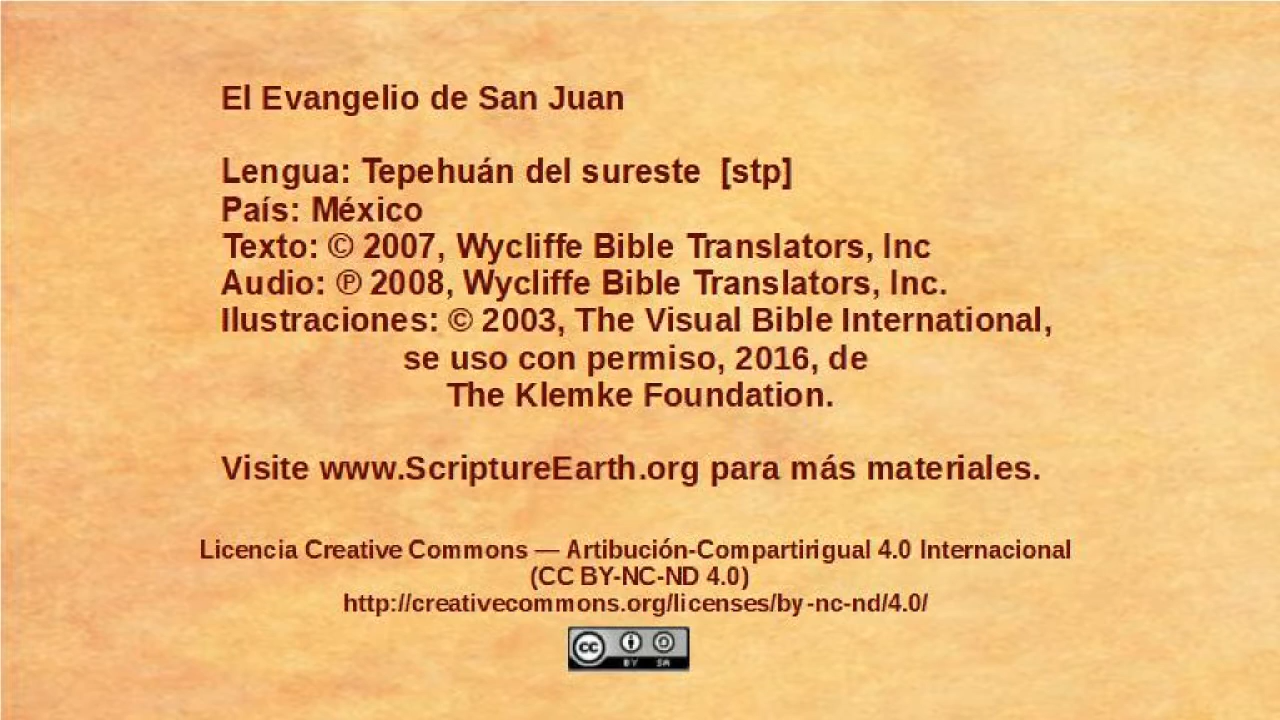 El Evangelio de San Juan
Lengua: Tepehuán del sureste [stp]
País: México
Texto: © 2007, Wycliffe Bible Translators, Inc
Audio: ℗ 2008, Wycliffe Bible Translators, Inc.
Ilustraciones: © 2003, The Visual Bible International,
se uso con permiso, 2016, de
The Klemke Foundation.
Visite www.ScriptureEarth.org para más materiales.
Licencia Creative Commons — Artibución-Compartirigual 4.0 Internacional
(CC BY-NC-ND 4.0)
http://creativecommons.org/licenses/by-nc-nd/4.0/
cc BY SA